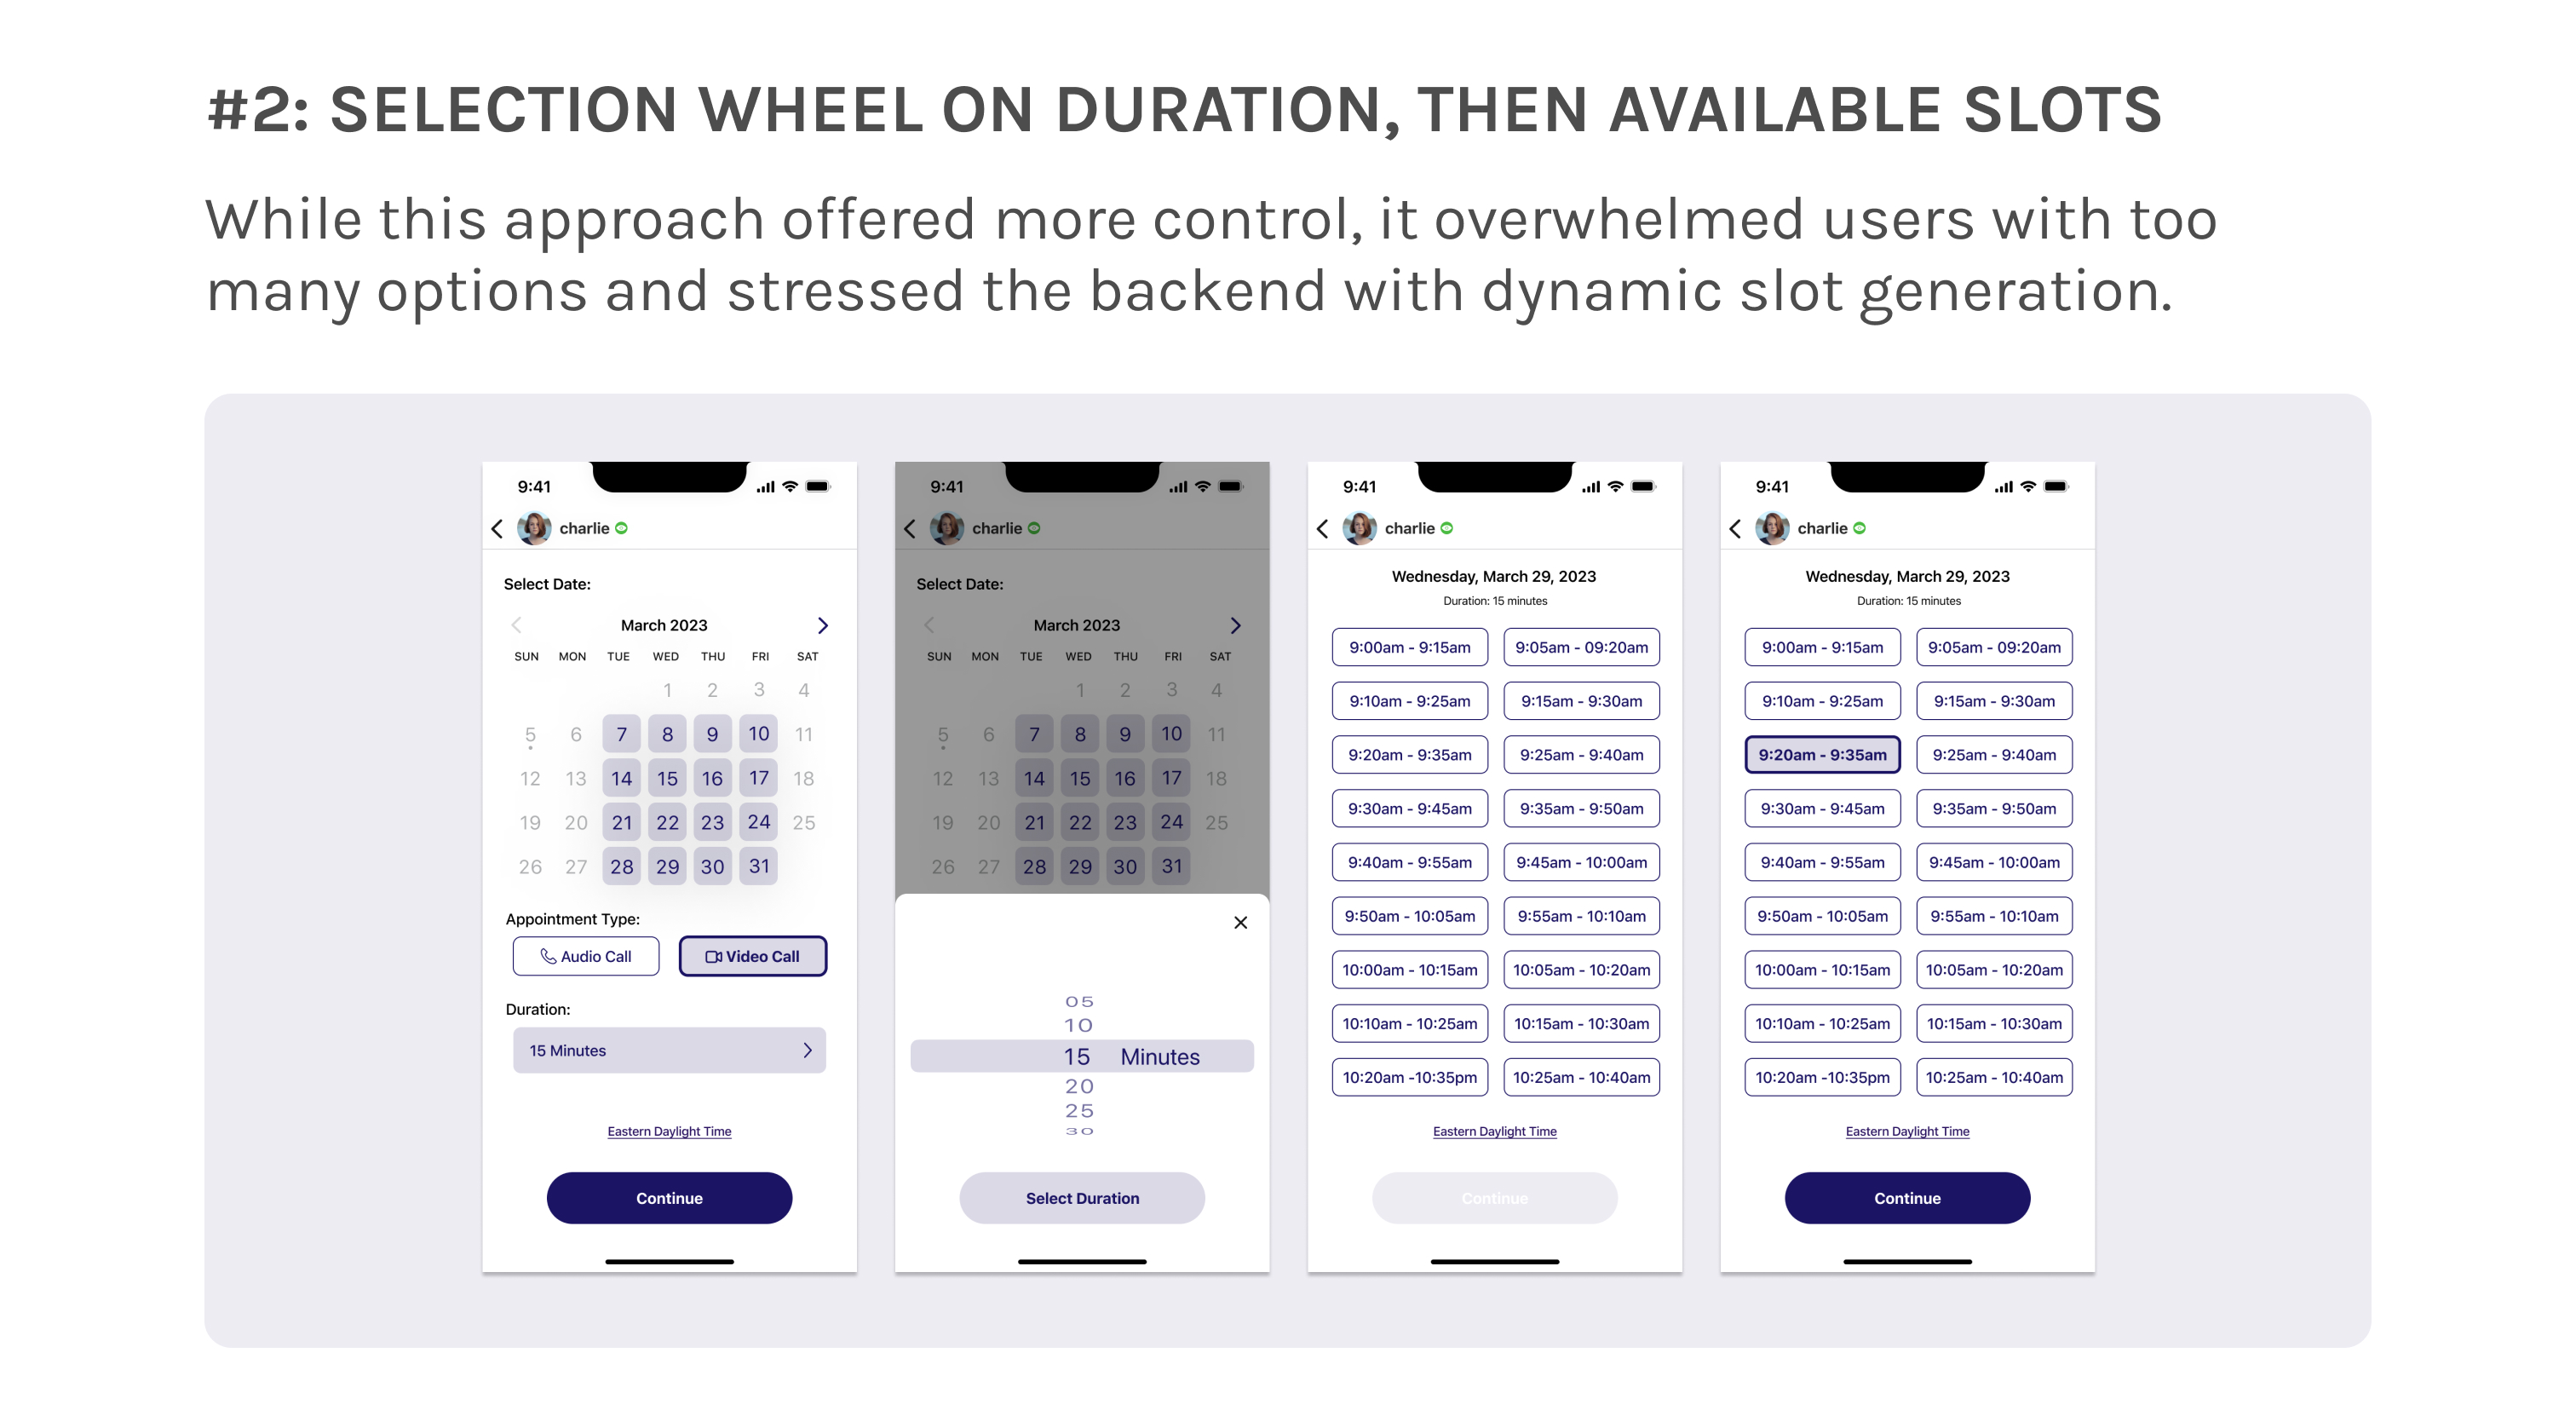 #2: SELECTION WHEEL ON DURATION, THEN AVAILABLE SLOTS
While this approach offered more control, it overwhelmed users with too
many options and stressed the backend with dynamic slot generation.
9:41
charlie
Select Date:
March 2023
SUN MON TUE WED THU FRI SAT
1 2 3 4
5 6 7 8 9 10 11
12 13 14 15 16 17 18
19 20 21 22 23 24 25
26 27 28 29 30 31
Appointment Type:
Audio Call Video Call
Duration:
15 Minutes
Eastern Daylight Time
Continue
9:41
charlie
Select Date:
March 2023
SUN MON TUE WED THU FRI SAT
1 2 3 4
5 6 7 8 9 10 11
12 13 14 15 16 17 18
19 20 21 22 23 24 25
26 27 28 29 30 31
05
10
15 Minutes
20
25
30
Select Duration
9:41
charlie
Wednesday, March 29, 2023
Duration: 15 minutes
9:00am - 9:15am 9:05am - 09:20am
9:10am - 9:25am 9:15am - 9:30am
9:20am - 9:35am 9:25am - 9:40am
9:30am - 9:45am 9:35am - 9:50am
9:40am - 9:55am 9:45am - 10:00am
9:50am - 10:05am 9:55am - 10:10am
10:00am - 10:15am 10:05am - 10:20am
10:10am - 10:25am 10:15am - 10:30am
10:20am -10:35pm 10:25am - 10:40am
Eastern Daylight Time
Continue
9:41
charlie
Wednesday, March 29, 2023
Duration: 15 minutes
9:00am - 9:15am 9:05am - 09:20am
9:10am - 9:25am 9:15am - 9:30am
9:20am - 9:35am 9:25am - 9:40am
9:30am - 9:45am 9:35am - 9:50am
9:40am - 9:55am 9:45am - 10:00am
9:50am - 10:05am 9:55am - 10:10am
10:00am - 10:15am 10:05am - 10:20am
10:10am - 10:25am 10:15am - 10:30am
10:20am -10:35pm 10:25am - 10:40am
Eastern Daylight Time
Continue